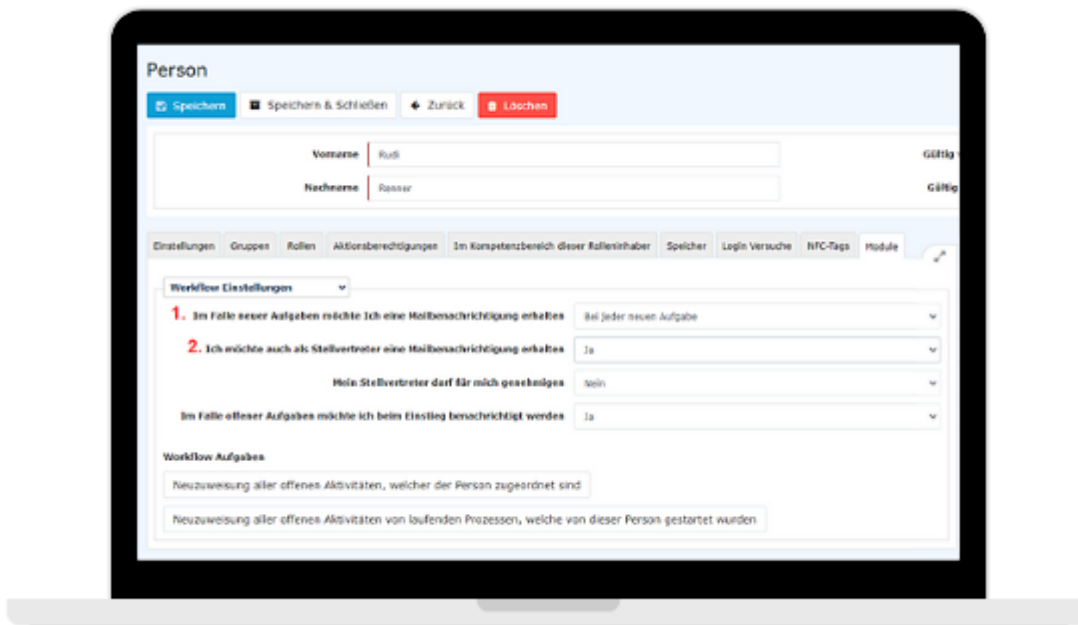 Person
Speichern Speichern & Schließen Zurück Löschen
Vorname Rudi Gültig
Nachname Renner Gültig
Einstellungen Gruppen Rollen Aktionsberechtigungen Im Kompetenzbereich dieser Rolleninhaber Speicher Login Versuche NFC-Tags Module
Workflow Einstellungen
1. Im Falle neuer Aufgaben möchte Ich eine Mailbenachrichtigung erhalten Bei jeder neuen Aufgabe
2. Ich möchte auch als Stellvertreter eine Mailbenachrichtigung erhalten Ja
Mein Stellvertreter darf für mich genehmigen Nein
Im Falle offener Aufgaben möchte ich beim Einstieg benachrichtigt werden Ja
Workflow Aufgaben
Neuzuweisung aller offenen Aktivitäten, welcher der Person zugeordnet sind
Neuzuweisung aller offenen Aktivitäten von laufenden Prozessen, welche von dieser Person gestartet wurden